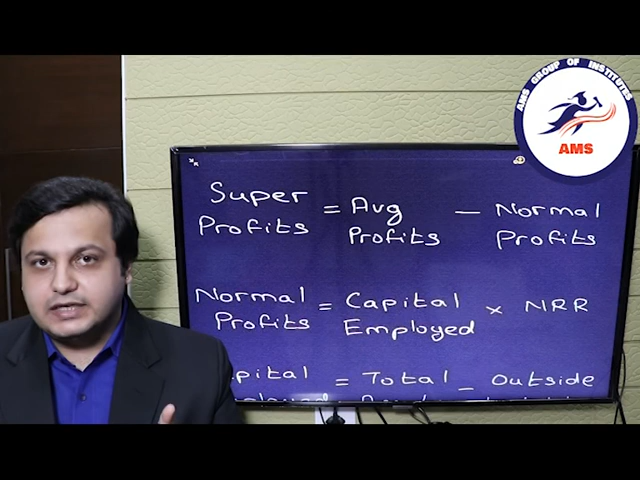 AMS GROUP OF INSTITUTES
AMS
Super = Avg — Normal
Profits Profits Profits
Normal = Capital × NRR
Profits Employed
= Total — Outside